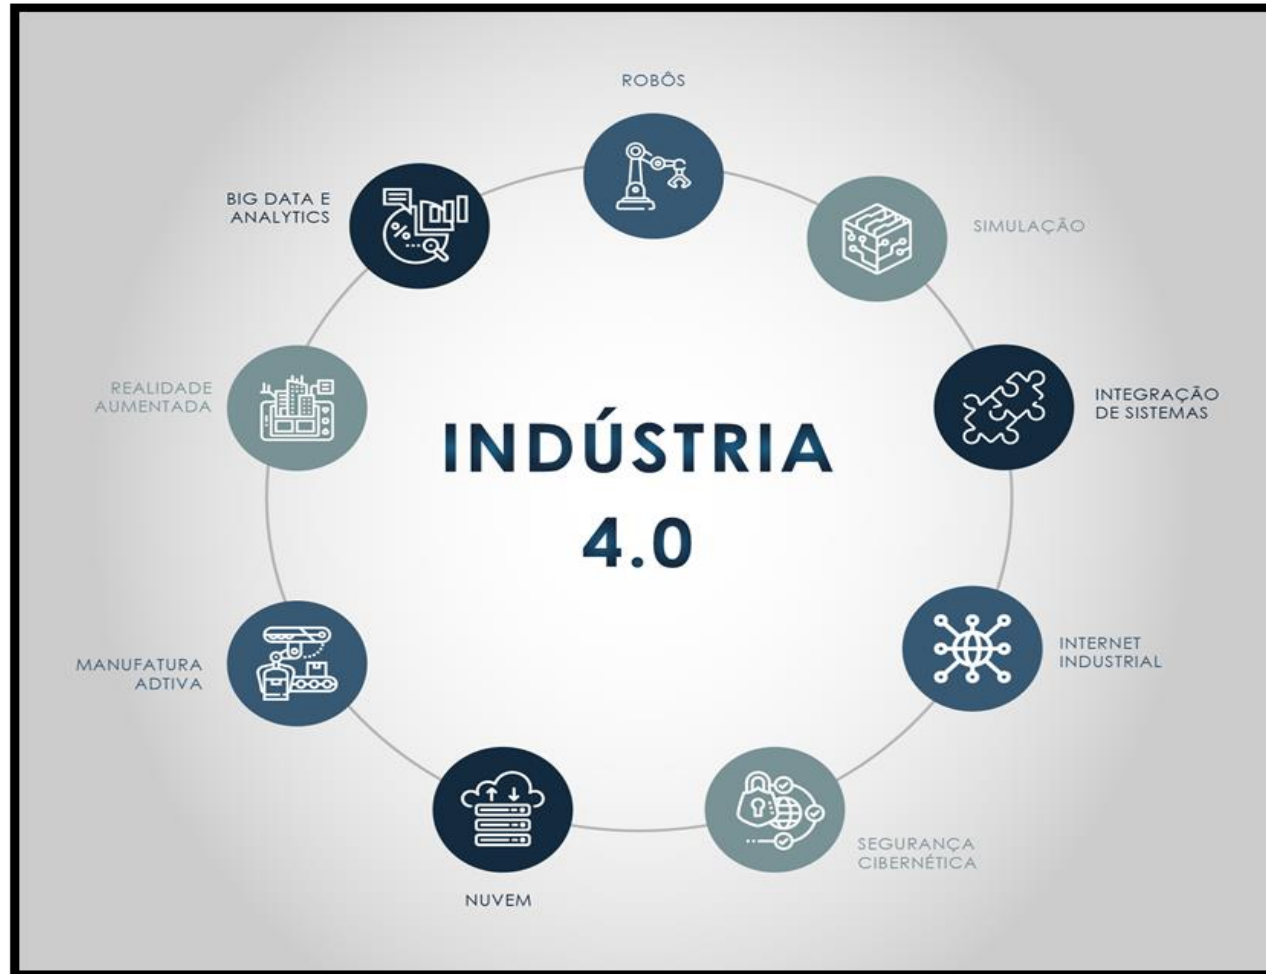 ROBÔS
BIG DATA E
ANALYTICS
SIMULAÇÃO
REALIDADE
AUMENTADA
INTEGRAÇÃO
DE SISTEMAS
INDÚSTRIA
4.0
MANUFATURA
ADTIVA
INTERNET
INDUSTRIAL
NUVEM
SEGURANÇA
CIBERNÉTICA